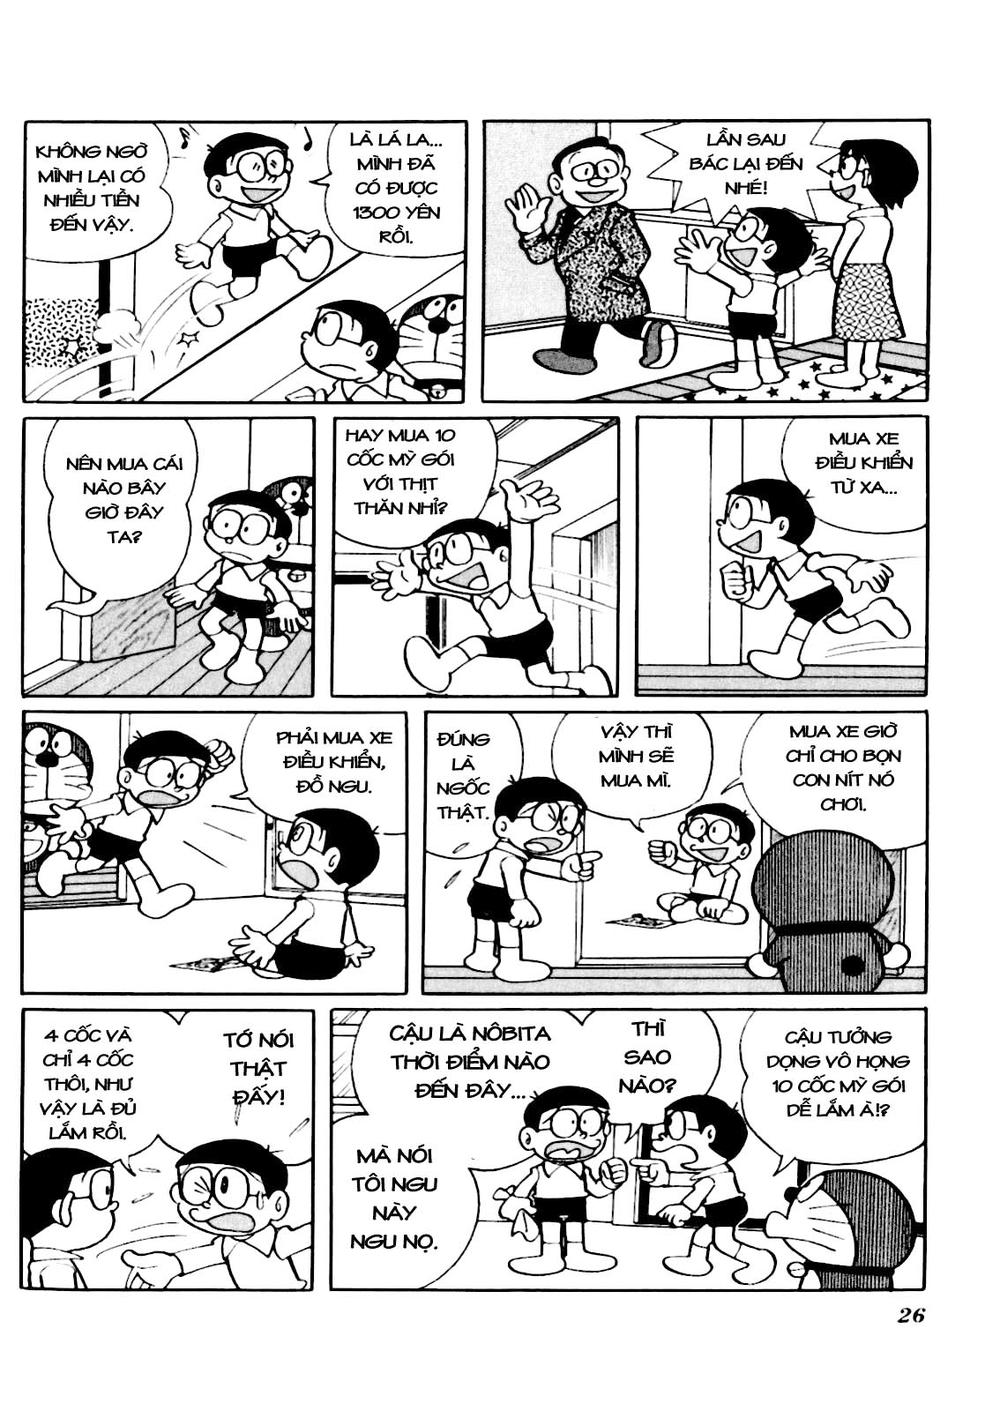 LẦN SAU
BÁC LẠI ĐẾN
NHÉ!
LÀ LÁ LA...
MÌNH ĐÃ
CÓ ĐƯỢC
1300 YÊN
RỒI.
KHÔNG NGỜ
MÌNH LẠI CÓ
NHIỀU TIỀN
ĐẾN VẬY.
MUA XE
ĐIỀU KHIỂN
TỪ XA...
HAY MUA 10
CỐC MỲ GÓI
VỚI THỊT
THĂN NHỈ?
NÊN MUA CÁI
NÀO BÂY
GIỜ ĐÂY
TA?
MUA XE GIỜ
CHỈ CHO BỌN
CON NÍT NÓ
CHƠI.
VẬY THÌ
MÌNH SẼ
MUA MÌ.
ĐÚNG
LÀ
NGỐC
THẬT.
PHẢI MUA XE
ĐIỀU KHIỂN,
ĐỒ NGU.
CẬU TƯỞNG
DỌNG VÔ HỌNG
10 CỐC MỲ GÓI
DỄ LẮM À!?
THÌ
SAO
NÀO?
CẬU LÀ NÔBITA
THỜI ĐIỂM NÀO
ĐẾN ĐÂY...
MÀ NÓI
TÔI NGU
NÀY
NGU NỌ.
TỚ NÓI
THẬT
ĐẤY!
4 CỐC VÀ
CHỈ 4 CỐC
THÔI, NHƯ
VẬY LÀ ĐỦ
LẮM RỒI.
26